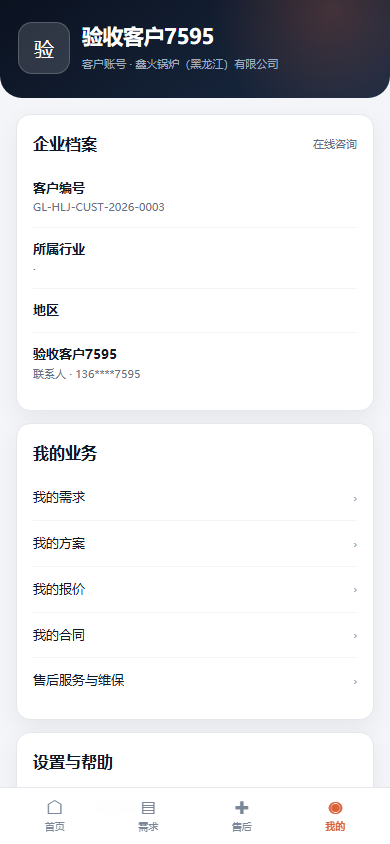 验
验收客户7595
客户账号 · 鑫火锅炉（黑龙江）有限公司
企业档案
在线咨询
客户编号
GL-HLJ-CUST-2026-0003
所属行业
.
地区
验收客户7595
联系人 · 136****7595
我的业务
我的需求 ›
我的方案 ›
我的报价 ›
我的合同 ›
售后服务与维保 ›
设置与帮助
首页
需求
售后
我的